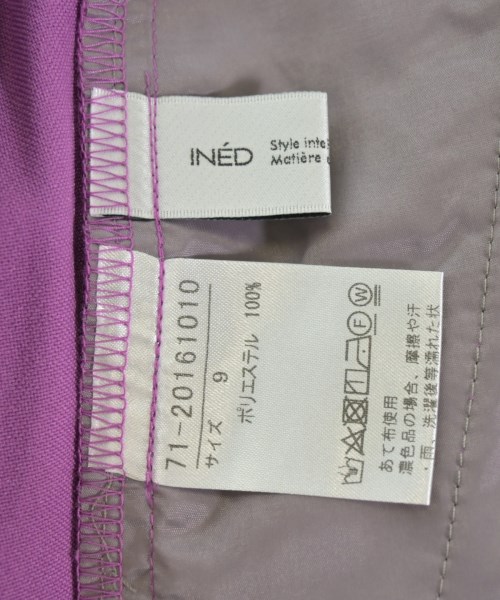 INÉD
Style inte
Matière
71-20161010
サイズ 9
ポリエステル 100%
F W
あて布使用
濃色品の場合、摩擦や汗
・雨、洗濯後等濡れた状